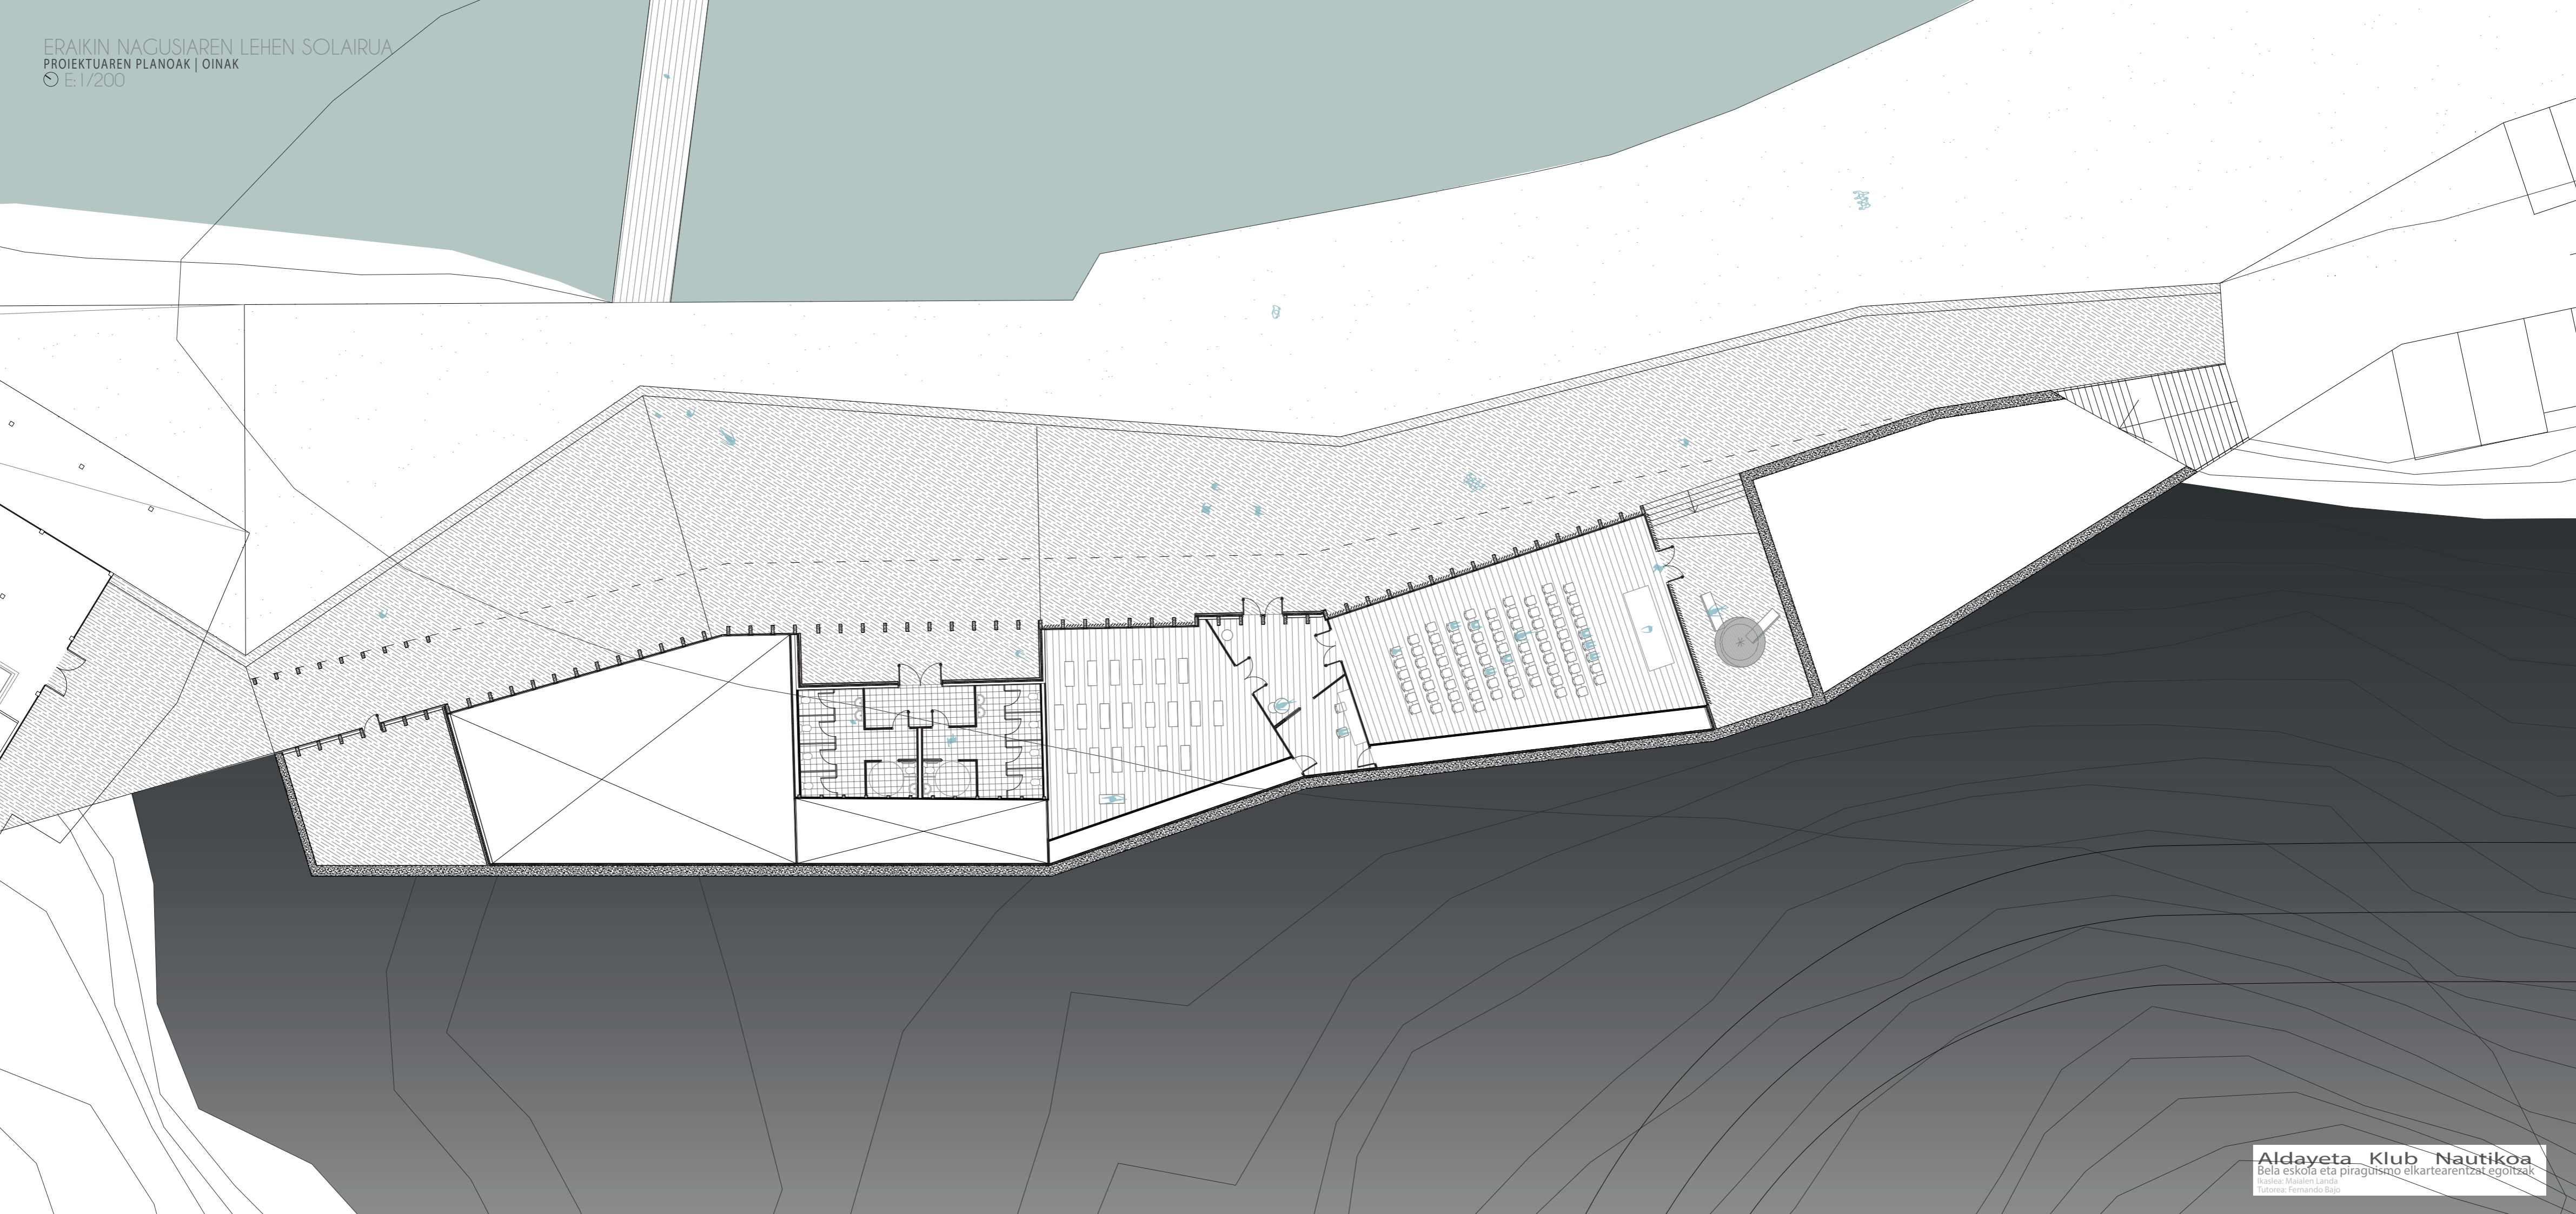 ERAIKIN NAGUSIAREN LEHEN SOLAIRUA
PROIEKTUAREN PLANOAK | OINAK
E:1/200
Aldayeta Klub Nautikoa
Bela eskola eta piraguismo elkartearentzat egoitzak
Ikaslea: Maialen Landa
Tutorea: Fernando Bajo